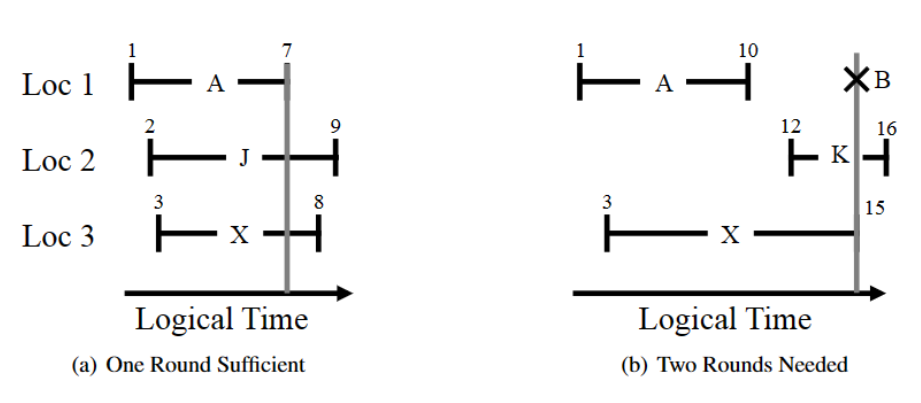 1 7
Loc 1 A
2 9
Loc 2 J
3 8
Loc 3 X
Logical Time
(a) One Round Sufficient
1 10
A B
12 16
K
3 15
X
Logical Time
(b) Two Rounds Needed